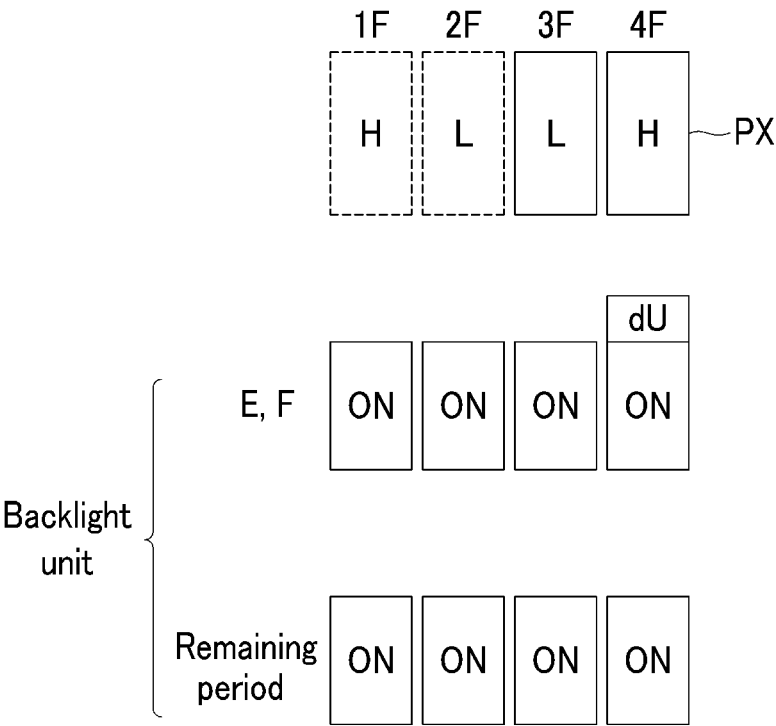 1F 2F 3F 4F
H L L H PX
dU
E, F ON ON ON ON
Backlight
unit
Remaining
period ON ON ON ON